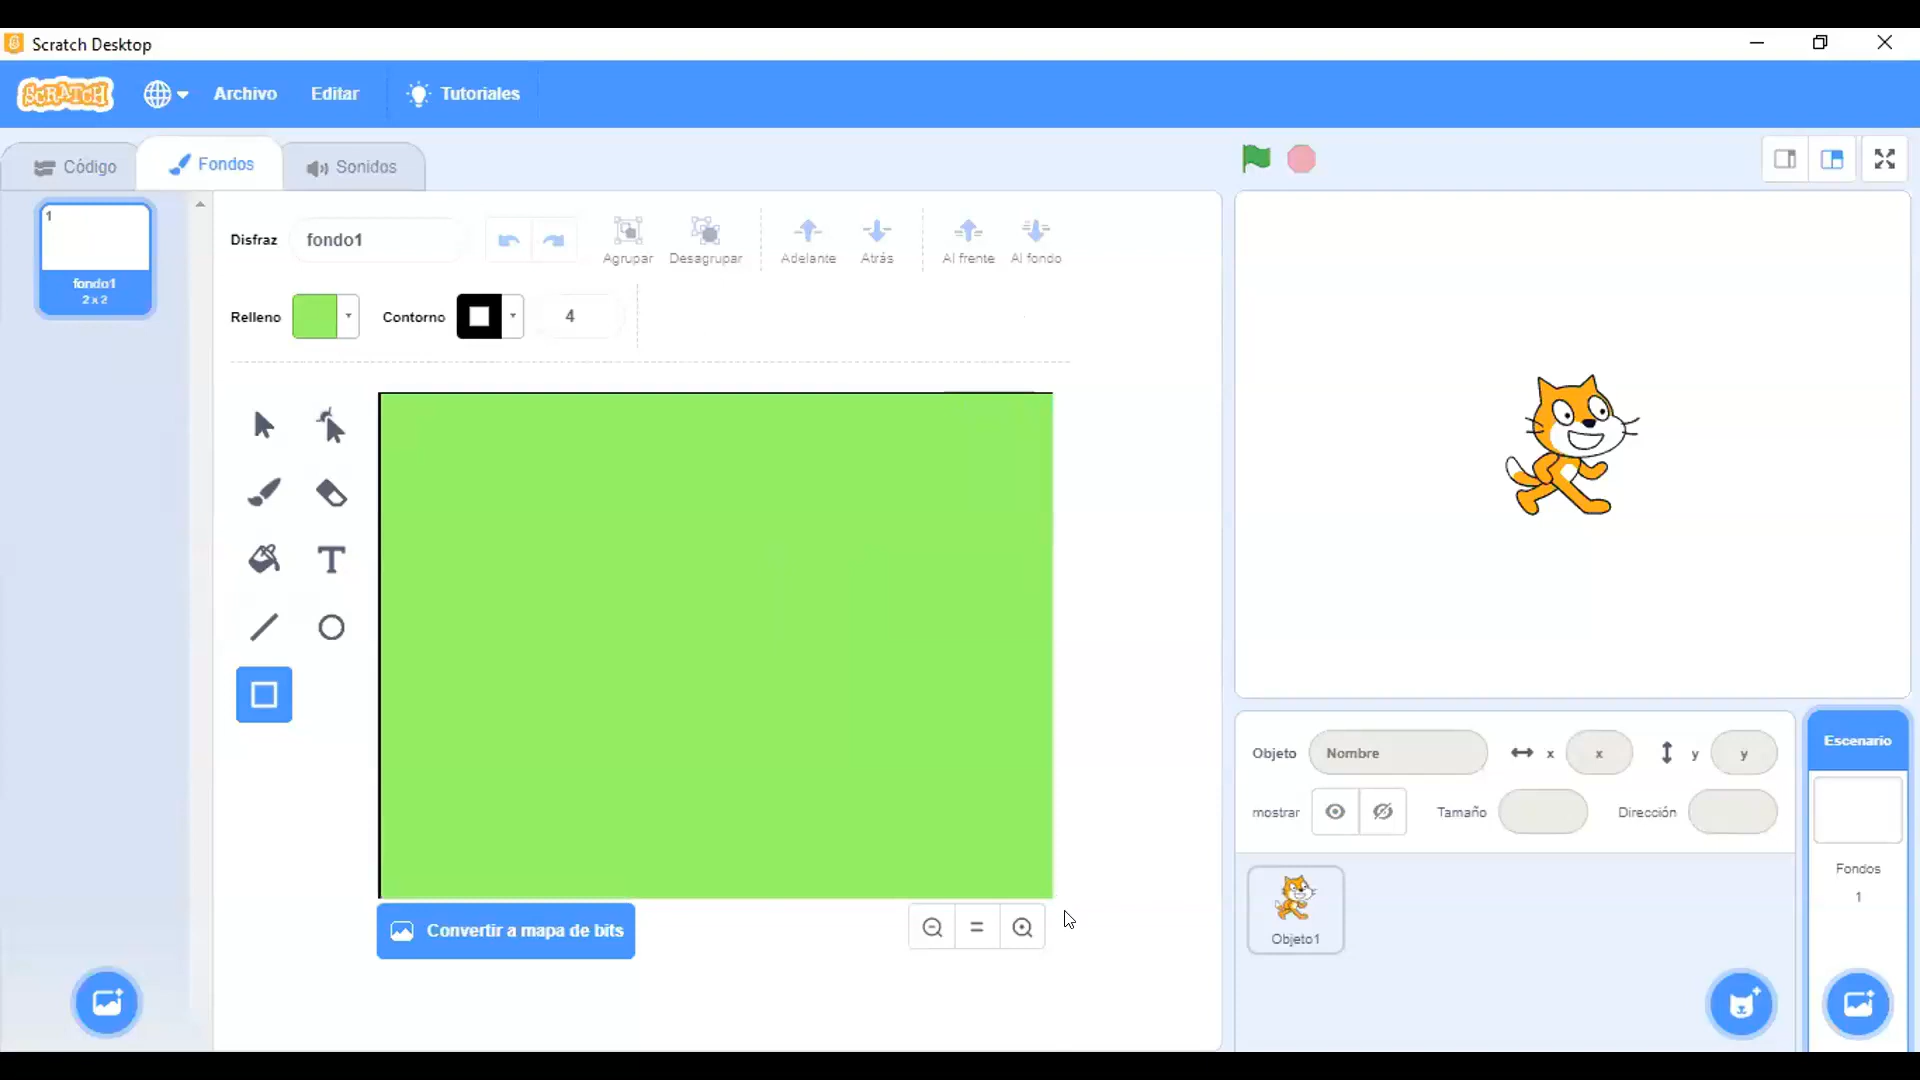 Scratch Desktop
SCRATCH
Archivo
Editar
Tutoriales
Código
Fondos
Sonidos
1
fondo1
2 x 2
Disfraz
fondo1
Agrupar
Desagrupar
Adelante
Atrás
Al frente
Al fondo
Relleno
Contorno
4
T
Convertir a mapa de bits
Objeto
Nombre
x
x
y
y
mostrar
Tamaño
Dirección
Objeto1
Escenario
Fondos
1